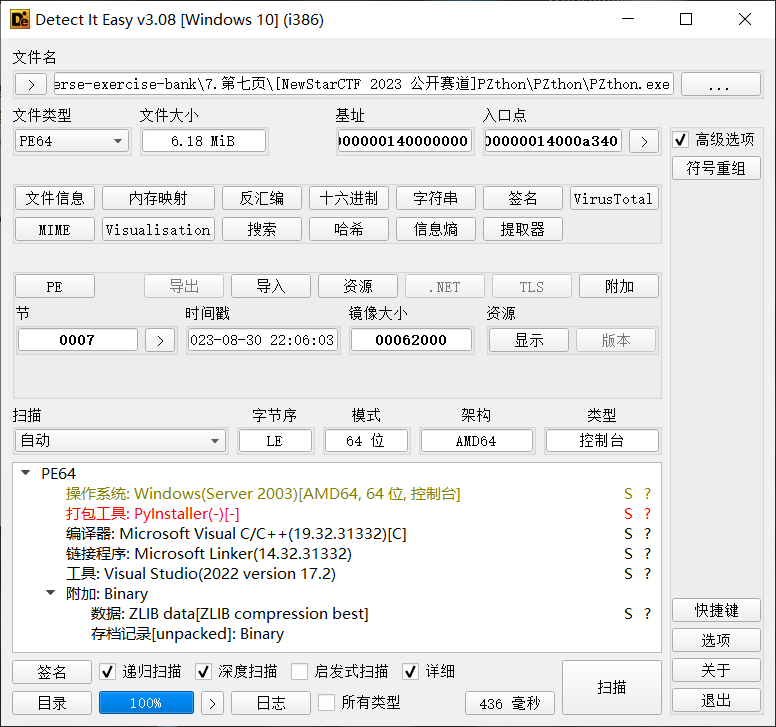 Detect It Easy v3.08 [Windows 10] (i386)
文件名
> erse-exercise-bank\7.第七页\[NewStarCTF 2023 公开赛道]PZthon\PZthon\PZthon.exe ...
文件类型 文件大小 基址 入口点
PE64 6.18 MiB 000000140000000 00000014000a340 > 高级选项
符号重组
文件信息 内存映射 反汇编 十六进制 字符串 签名 VirusTotal
MIME Visualisation 搜索 哈希 信息熵 提取器
PE 导出 导入 资源 .NET TLS 附加
节 时间戳 镜像大小 资源
0007 > 023-08-30 22:06:03 00062000 显示 版本
扫描 字节序 模式 架构 类型
自动 LE 64 位 AMD64 控制台
PE64
操作系统: Windows(Server 2003)[AMD64, 64 位, 控制台] S ?
打包工具: PyInstaller(-)[-] S ?
编译器: Microsoft Visual C/C++(19.32.31332)[C] S ?
链接程序: Microsoft Linker(14.32.31332) S ?
工具: Visual Studio(2022 version 17.2) S ?
附加: Binary
数据: ZLIB data[ZLIB compression best] S ?
存档记录[unpacked]: Binary
快捷键
选项
关于
退出
签名 递归扫描 深度扫描 启发式扫描 详细 扫描
目录 100% > 日志 所有类型 436 毫秒